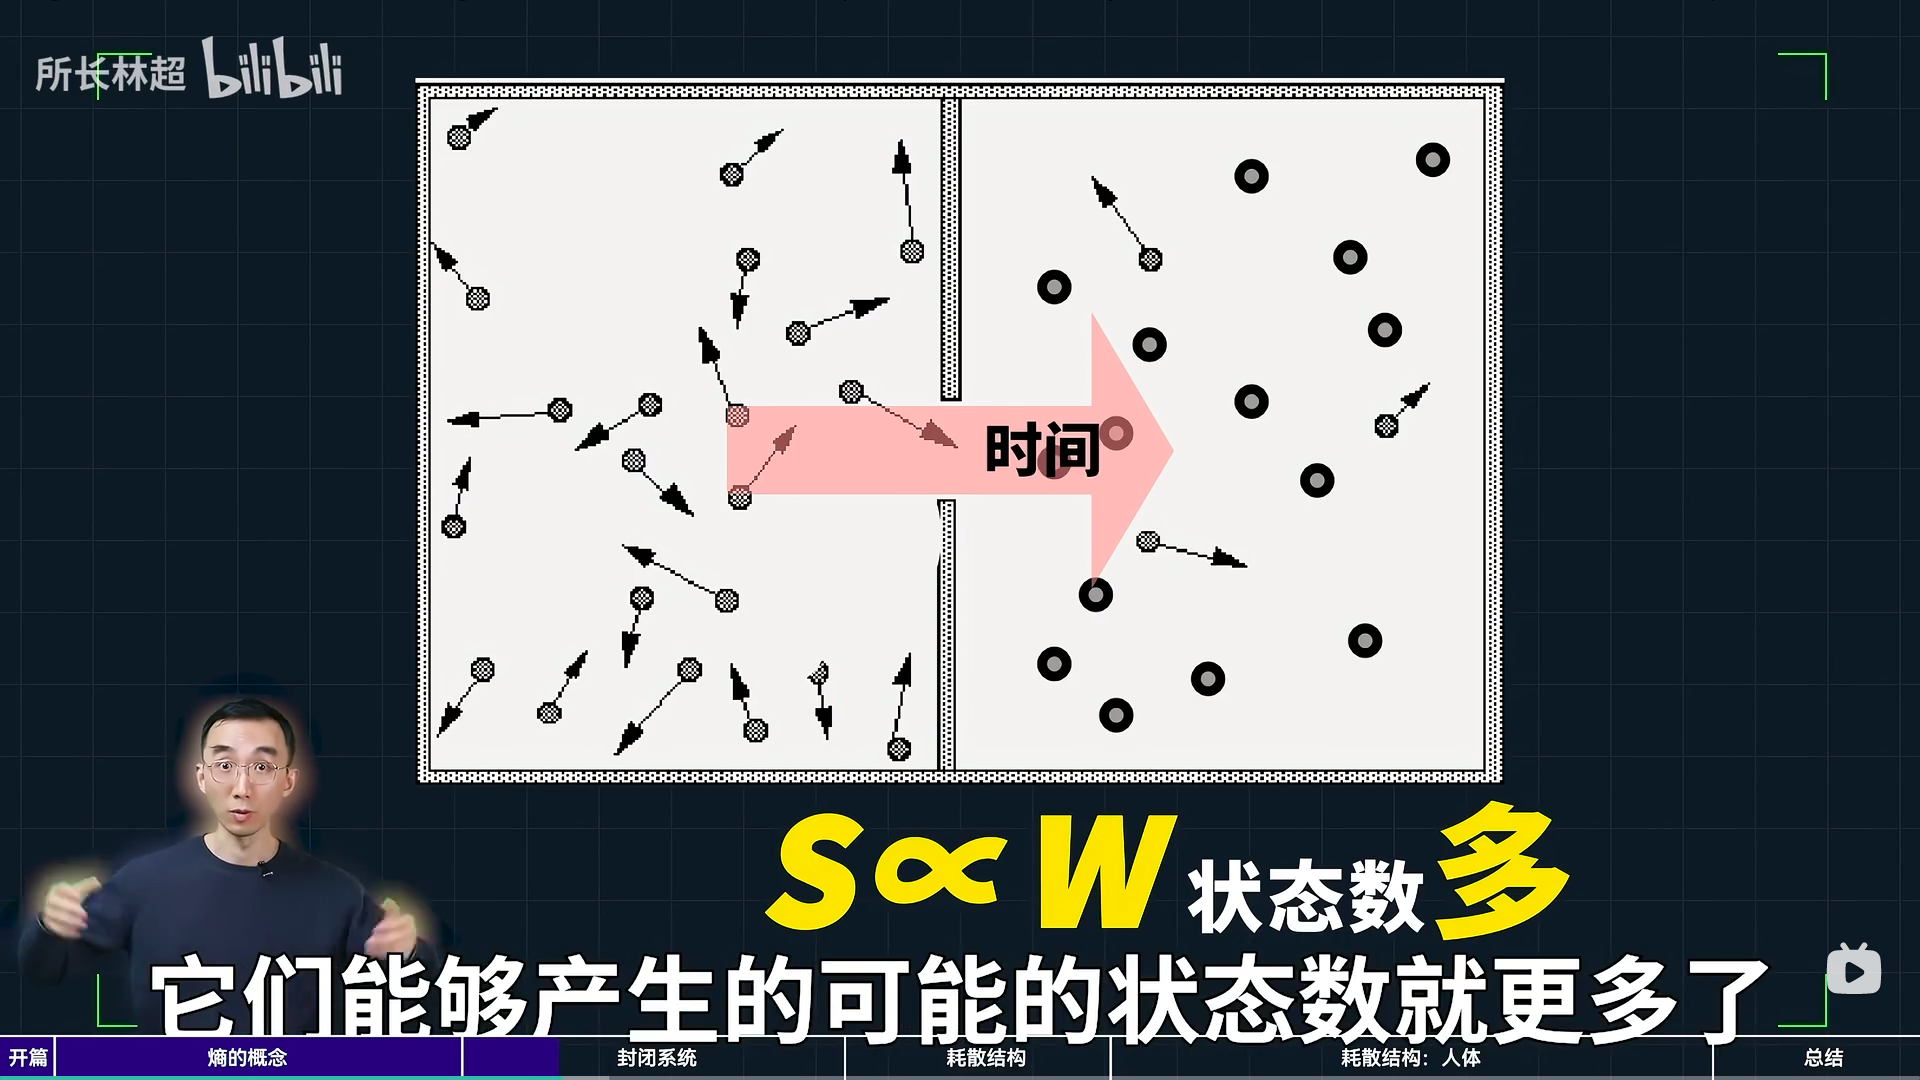 所长林超 bilibili
时间
S∝W 状态数多
它们能够产生的可能的状态数就更多了
开篇 熵的概念 封闭系统 耗散结构 耗散结构：人体 总结